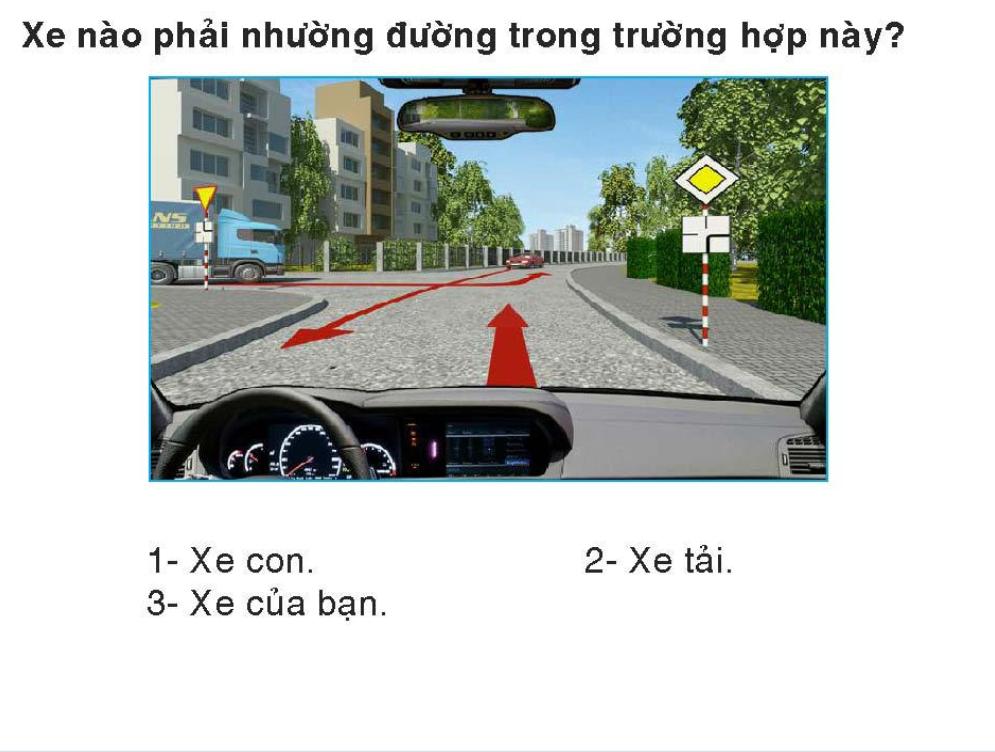 Xe nào phải nhường đường trong trường hợp này?
NS
1- Xe con.
2- Xe tải.
3- Xe của bạn.